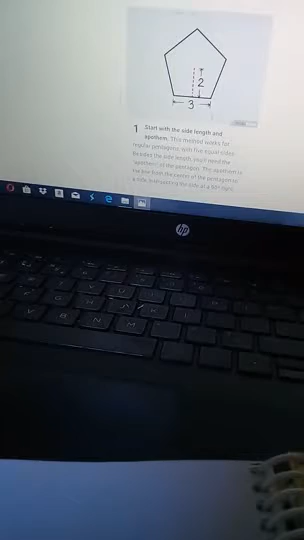 2
3
1 Start with the side length and
apothem. This method works for
regular pentagons, with five equal sides.
Besides the side length, you'll need the
"apothem" of the pentagon. The apothem is
the line from the center of the pentagon to
a side, intersecting the side at a 90º right
hp
V B N M